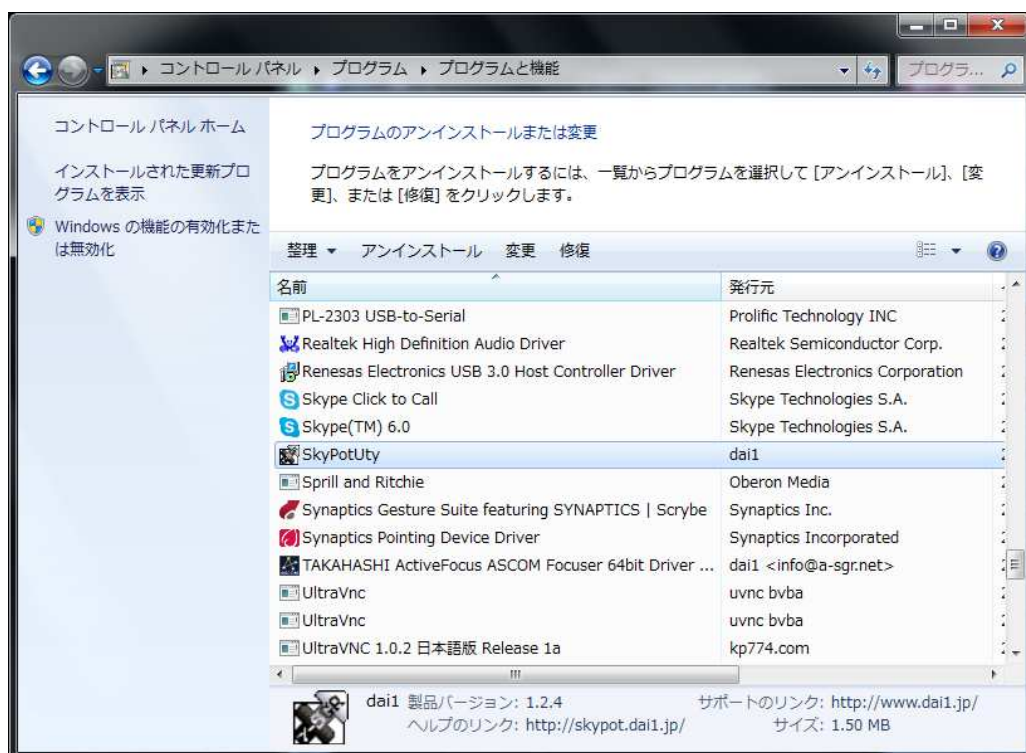 コントロール パネル ▸ プログラム ▸ プログラムと機能
プログラ...
コントロール パネル ホーム
インストールされた更新プロ
グラムを表示
Windows の機能の有効化また
は無効化
プログラムのアンインストールまたは変更
プログラムをアンインストールするには、一覧からプログラムを選択して [アンインストール]、[変
更]、または [修復] をクリックします。
整理 ▼ アンインストール 変更 修復
名前 発行元
PL-2303 USB-to-Serial Prolific Technology INC
Realtek High Definition Audio Driver Realtek Semiconductor Corp.
Renesas Electronics USB 3.0 Host Controller Driver Renesas Electronics Corporation
Skype Click to Call Skype Technologies S.A.
Skype(TM) 6.0 Skype Technologies S.A.
SkyPotUty dai1
Sprill and Ritchie Oberon Media
Synaptics Gesture Suite featuring SYNAPTICS | Scrybe Synaptics Inc.
Synaptics Pointing Device Driver Synaptics Incorporated
TAKAHASHI ActiveFocus ASCOM Focuser 64bit Driver ... dai1 <info@a-sgr.net>
UltraVnc uvnc bvba
UltraVnc uvnc bvba
UltraVNC 1.0.2 日本語版 Release 1a kp774.com
dai1 製品バージョン: 1.2.4 サポートのリンク: http://www.dai1.jp/
ヘルプのリンク: http://skypot.dai1.jp/ サイズ: 1.50 MB